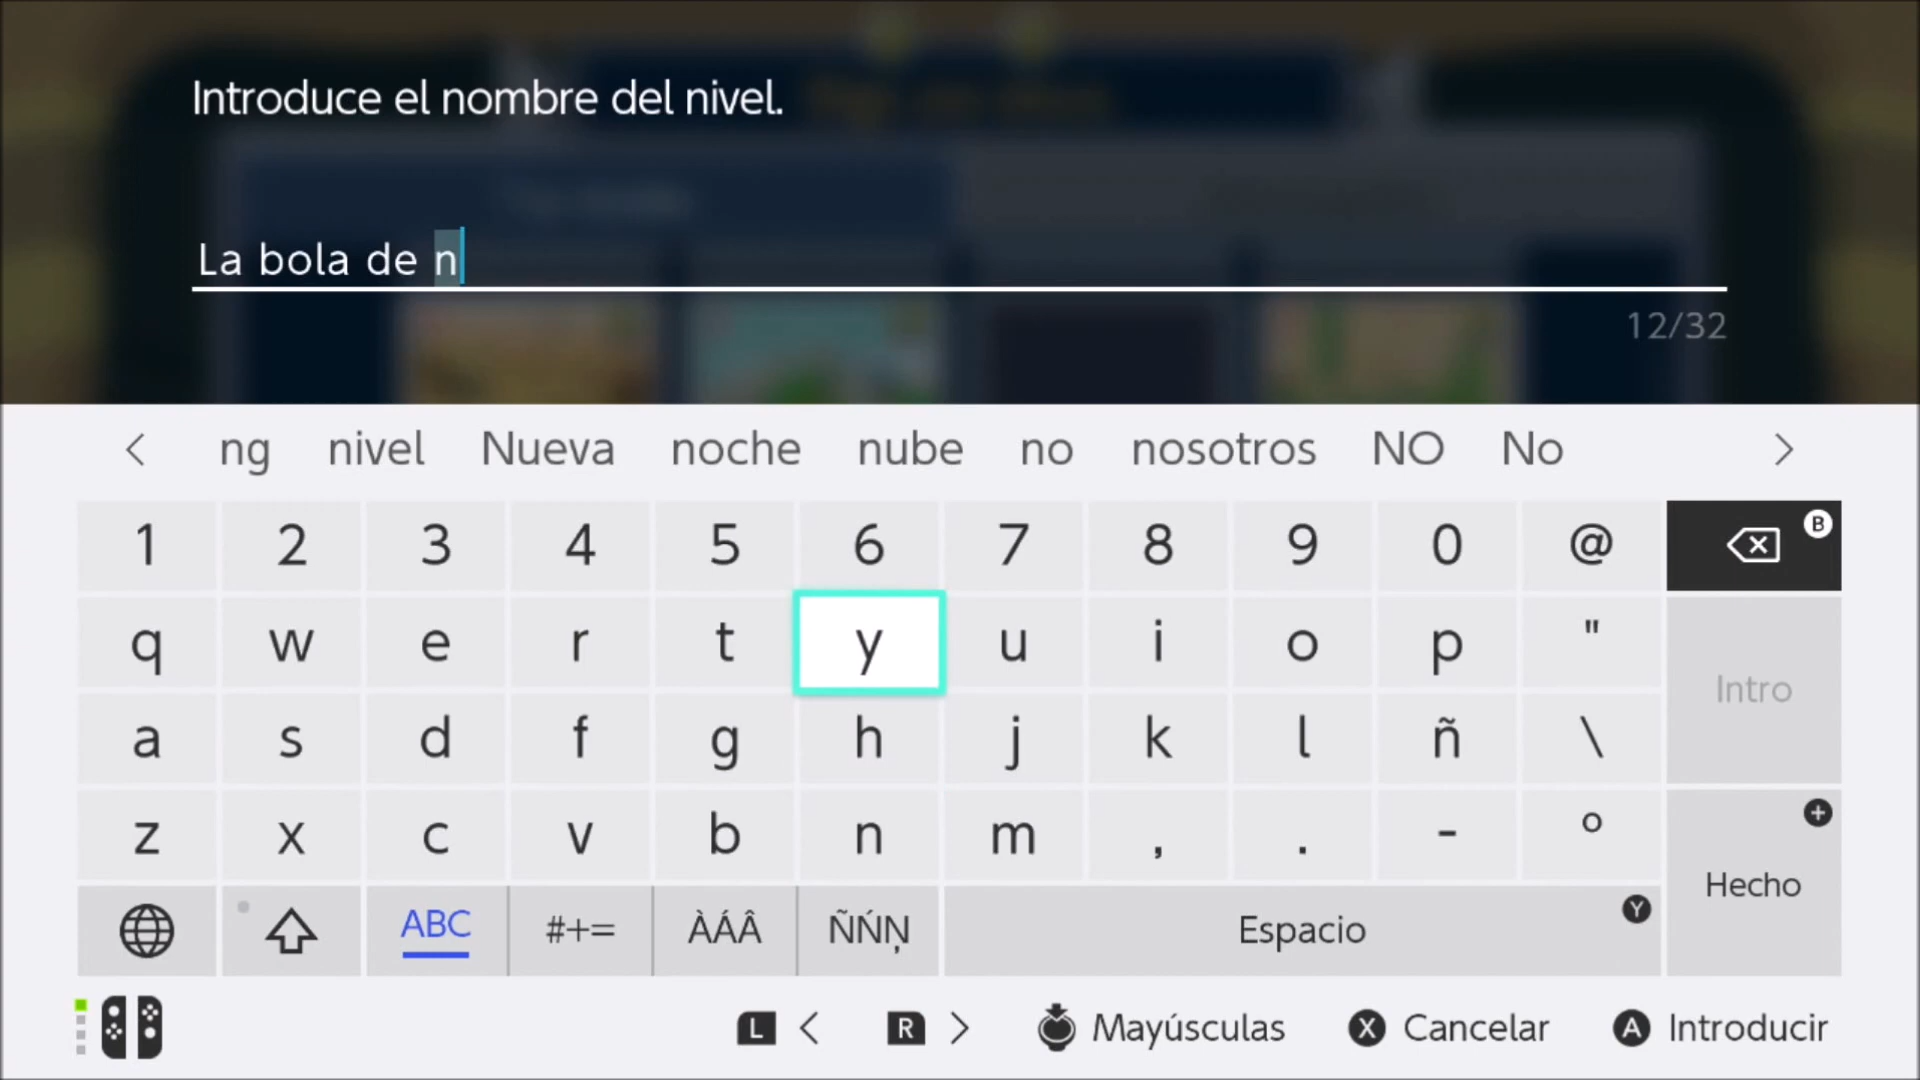 Introduce el nombre del nivel.
La bola de n
12/32
ng nivel Nueva noche nube no nosotros NO No
1 2 3 4 5 6 7 8 9 0 @ B
q w e r t y u i o p "
Intro
a s d f g h j k l ñ \
z x c v b n m , . - º
Hecho
ABC #+= ÀÁÂ ÑŃŅ Espacio Y
L R Mayúsculas X Cancelar A Introducir